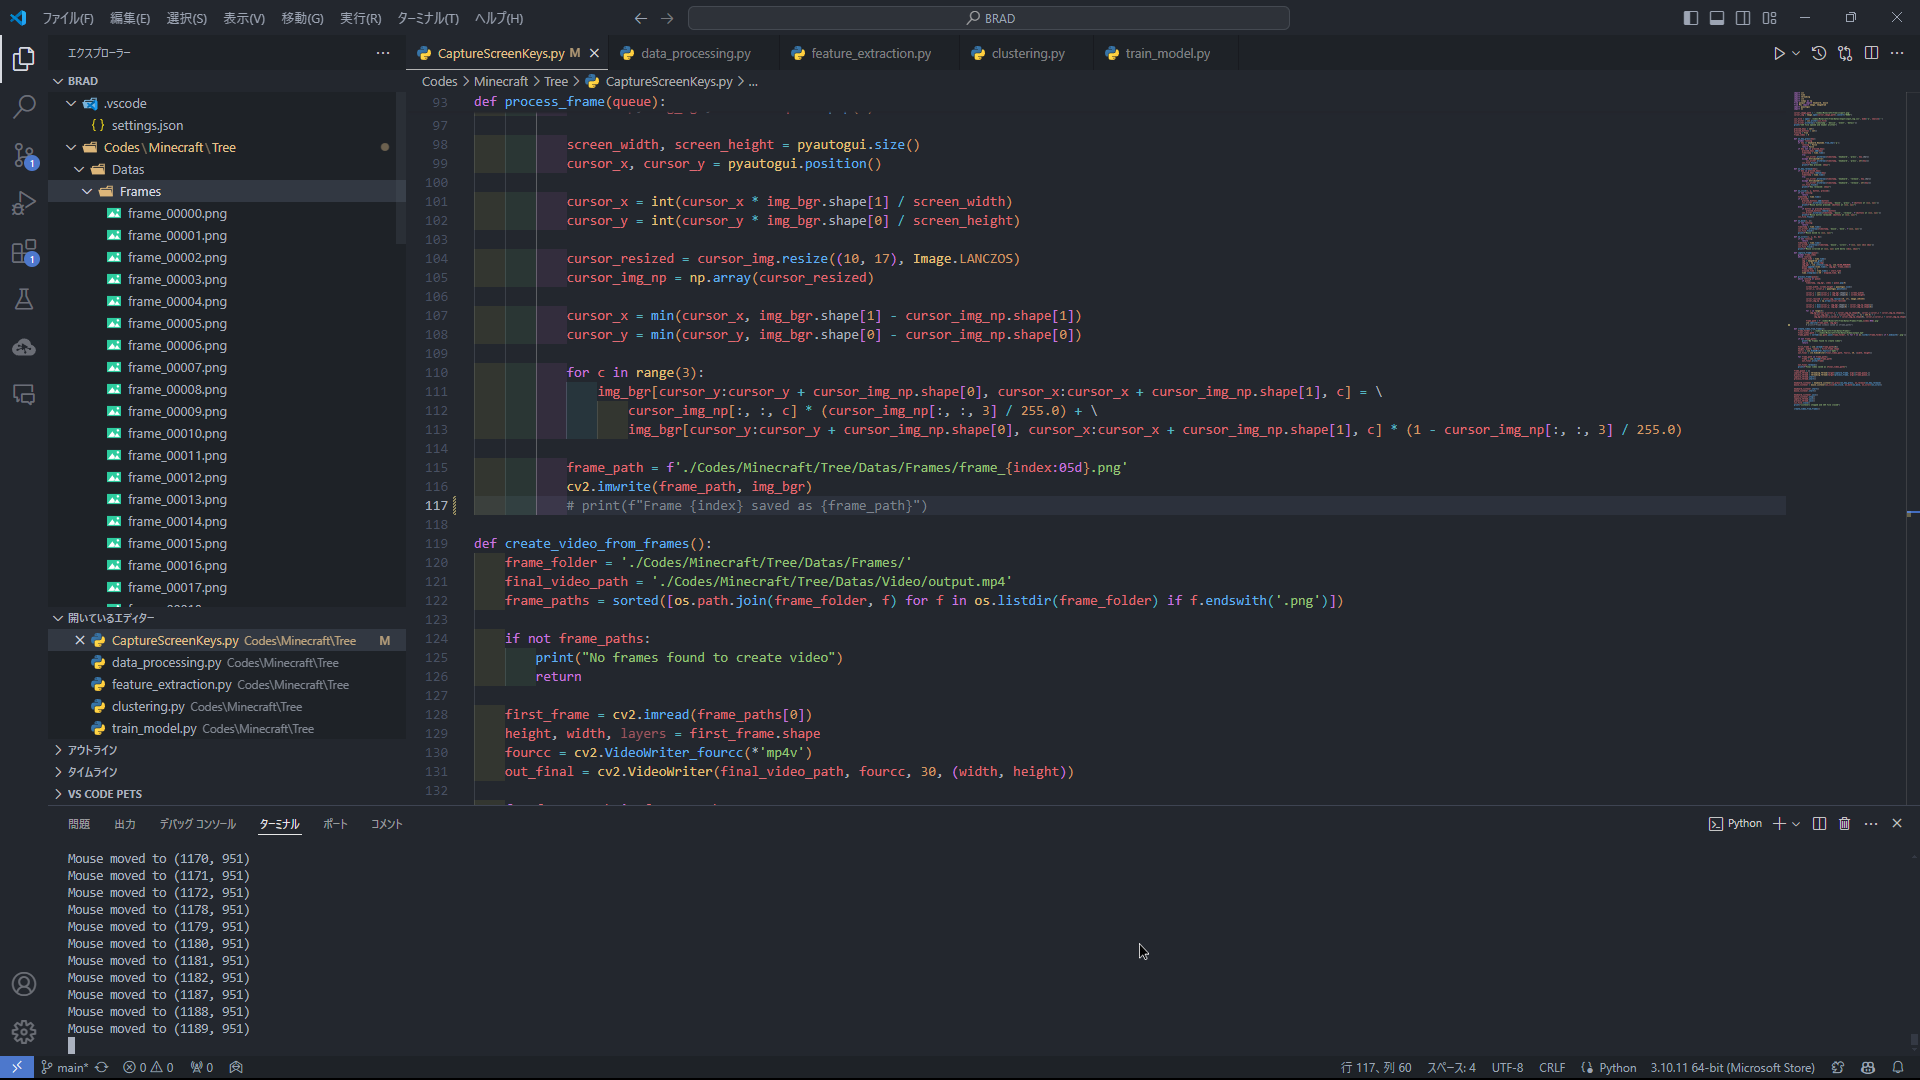 ファイル(F) 編集(E) 選択(S) 表示(V) 移動(G) 実行(R) ターミナル(T) ヘルプ(H)
BRAD
エクスプローラー
BRAD
.vscode
{ } settings.json
Codes\Minecraft\Tree
Datas
Frames
frame_00000.png
frame_00001.png
frame_00002.png
frame_00003.png
frame_00004.png
frame_00005.png
frame_00006.png
frame_00007.png
frame_00008.png
frame_00009.png
frame_00010.png
frame_00011.png
frame_00012.png
frame_00013.png
frame_00014.png
frame_00015.png
frame_00016.png
frame_00017.png
1
1
開いているエディター
CaptureScreenKeys.py Codes\Minecraft\Tree M
data_processing.py Codes\Minecraft\Tree
feature_extraction.py Codes\Minecraft\Tree
clustering.py Codes\Minecraft\Tree
train_model.py Codes\Minecraft\Tree
アウトライン
タイムライン
VS CODE PETS
CaptureScreenKeys.py M data_processing.py feature_extraction.py clustering.py train_model.py
Codes > Minecraft > Tree > CaptureScreenKeys.py > ...
93 def process_frame(queue):
97
98 screen_width, screen_height = pyautogui.size()
99 cursor_x, cursor_y = pyautogui.position()
100
101 cursor_x = int(cursor_x * img_bgr.shape[1] / screen_width)
102 cursor_y = int(cursor_y * img_bgr.shape[0] / screen_height)
103
104 cursor_resized = cursor_img.resize((10, 17), Image.LANCZOS)
105 cursor_img_np = np.array(cursor_resized)
106
107 cursor_x = min(cursor_x, img_bgr.shape[1] - cursor_img_np.shape[1])
108 cursor_y = min(cursor_y, img_bgr.shape[0] - cursor_img_np.shape[0])
109
110 for c in range(3):
111 img_bgr[cursor_y:cursor_y + cursor_img_np.shape[0], cursor_x:cursor_x + cursor_img_np.shape[1], c] = \
112 cursor_img_np[:, :, c] * (cursor_img_np[:, :, 3] / 255.0) + \
113 img_bgr[cursor_y:cursor_y + cursor_img_np.shape[0], cursor_x:cursor_x + cursor_img_np.shape[1], c] * (1 - cursor_img_np[:, :, 3] / 255.0)
114
115 frame_path = f'./Codes/Minecraft/Tree/Datas/Frames/frame_{index:05d}.png'
116 cv2.imwrite(frame_path, img_bgr)
117 # print(f"Frame {index} saved as {frame_path}")
118
119 def create_video_from_frames():
120 frame_folder = './Codes/Minecraft/Tree/Datas/Frames/'
121 final_video_path = './Codes/Minecraft/Tree/Datas/Video/output.mp4'
122 frame_paths = sorted([os.path.join(frame_folder, f) for f in os.listdir(frame_folder) if f.endswith('.png')])
123
124 if not frame_paths:
125 print("No frames found to create video")
126 return
127
128 first_frame = cv2.imread(frame_paths[0])
129 height, width, layers = first_frame.shape
130 fourcc = cv2.VideoWriter_fourcc(*'mp4v')
131 out_final = cv2.VideoWriter(final_video_path, fourcc, 30, (width, height))
132
問題 出力 デバッグ コンソール ターミナル ポート コメント
Python
Mouse moved to (1170, 951)
Mouse moved to (1171, 951)
Mouse moved to (1172, 951)
Mouse moved to (1178, 951)
Mouse moved to (1179, 951)
Mouse moved to (1180, 951)
Mouse moved to (1181, 951)
Mouse moved to (1182, 951)
Mouse moved to (1187, 951)
Mouse moved to (1188, 951)
Mouse moved to (1189, 951)
main* 0 0 0 行 117、列 60 スペース: 4 UTF-8 CRLF Python 3.10.11 64-bit (Microsoft Store)